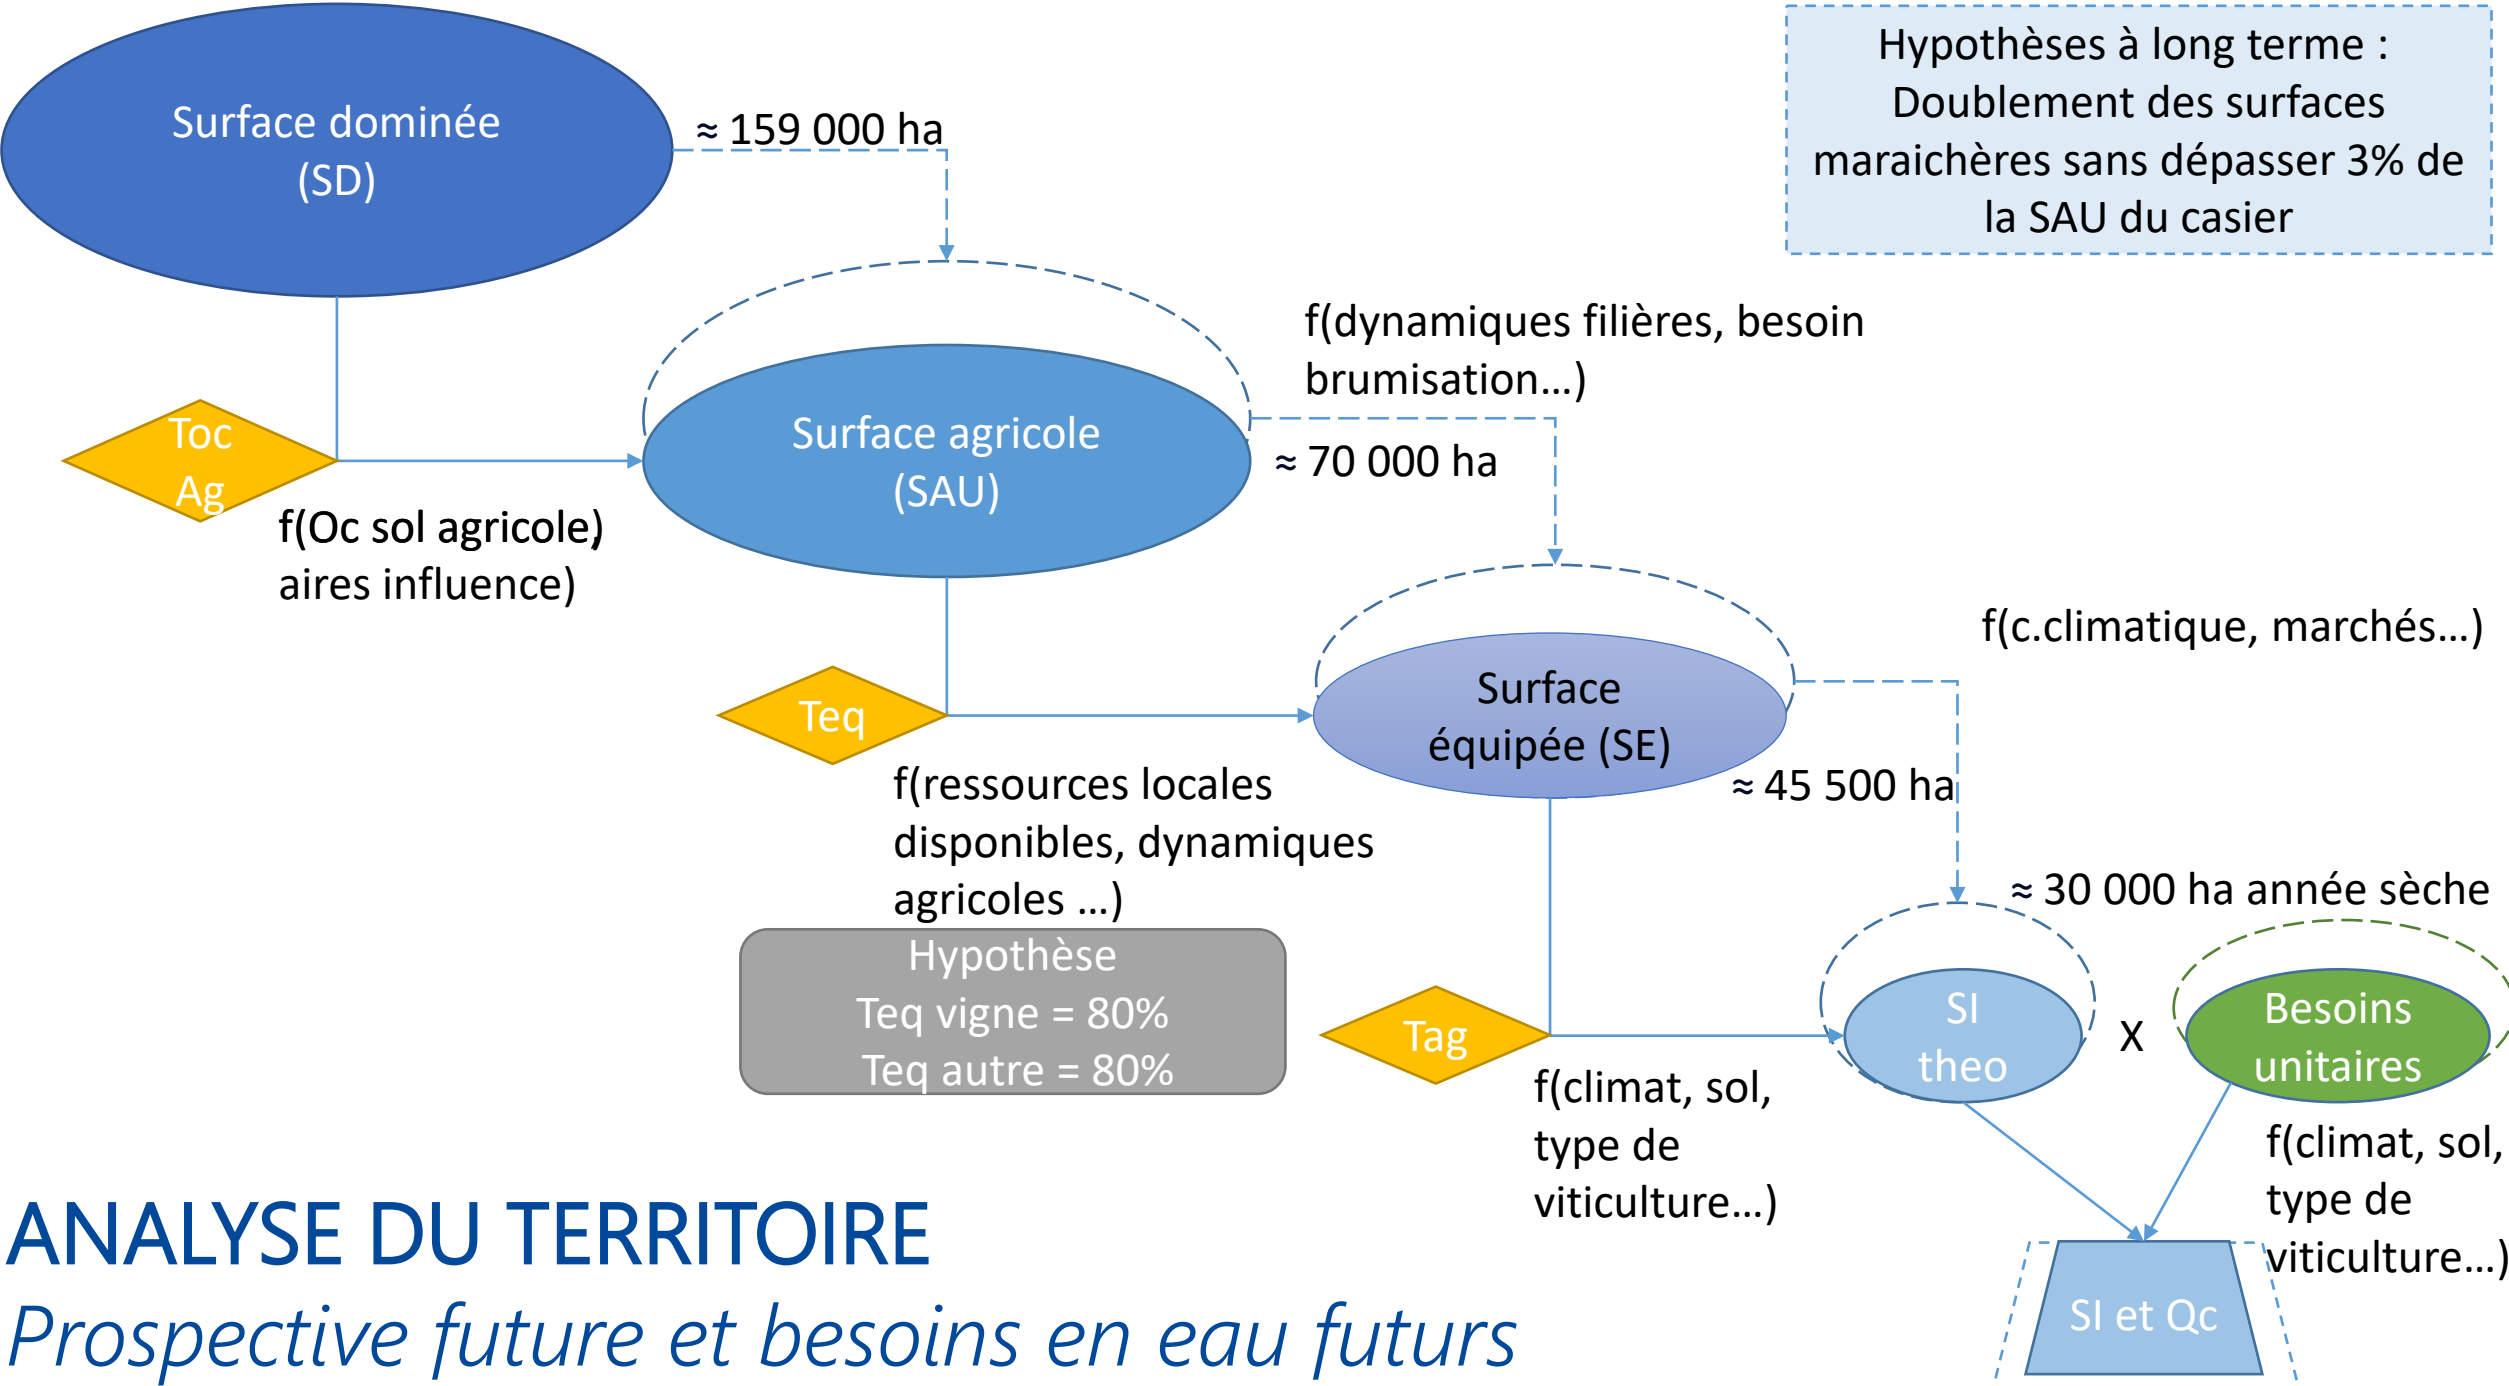 Hypothèses à long terme :
Doublement des surfaces
maraichères sans dépasser 3% de
la SAU du casier
Surface dominée
(SD)
≈ 159 000 ha
Toc
Ag
f(Oc sol agricole,
aires influence)
Surface agricole
(SAU)
f(dynamiques filières, besoin
brumisation…)
≈ 70 000 ha
Teq
f(ressources locales
disponibles, dynamiques
agricoles …)
Hypothèse
Teq vigne = 80%
Teq autre = 80%
Surface
équipée (SE)
≈ 45 500 ha
f(c.climatique, marchés…)
≈ 30 000 ha année sèche
Tag
f(climat, sol,
type de
viticulture…)
SI
theo
X
Besoins
unitaires
f(climat, sol,
type de
viticulture…)
SI et Qc
ANALYSE DU TERRITOIRE
Prospective future et besoins en eau futurs